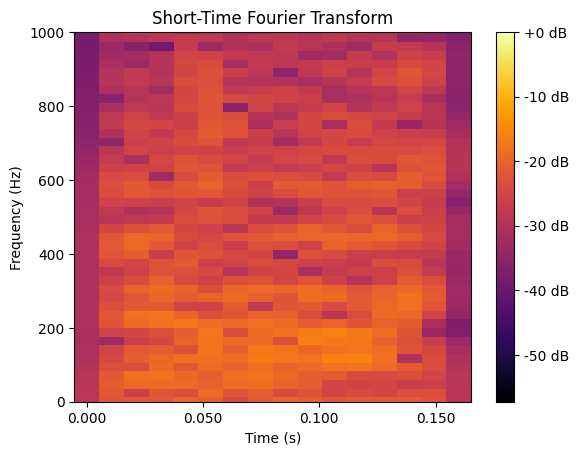 Short-Time Fourier Transform
1000
800
600
400
200
0
Frequency (Hz)
0.000
0.050
0.100
0.150
Time (s)
+0 dB
-10 dB
-20 dB
-30 dB
-40 dB
-50 dB